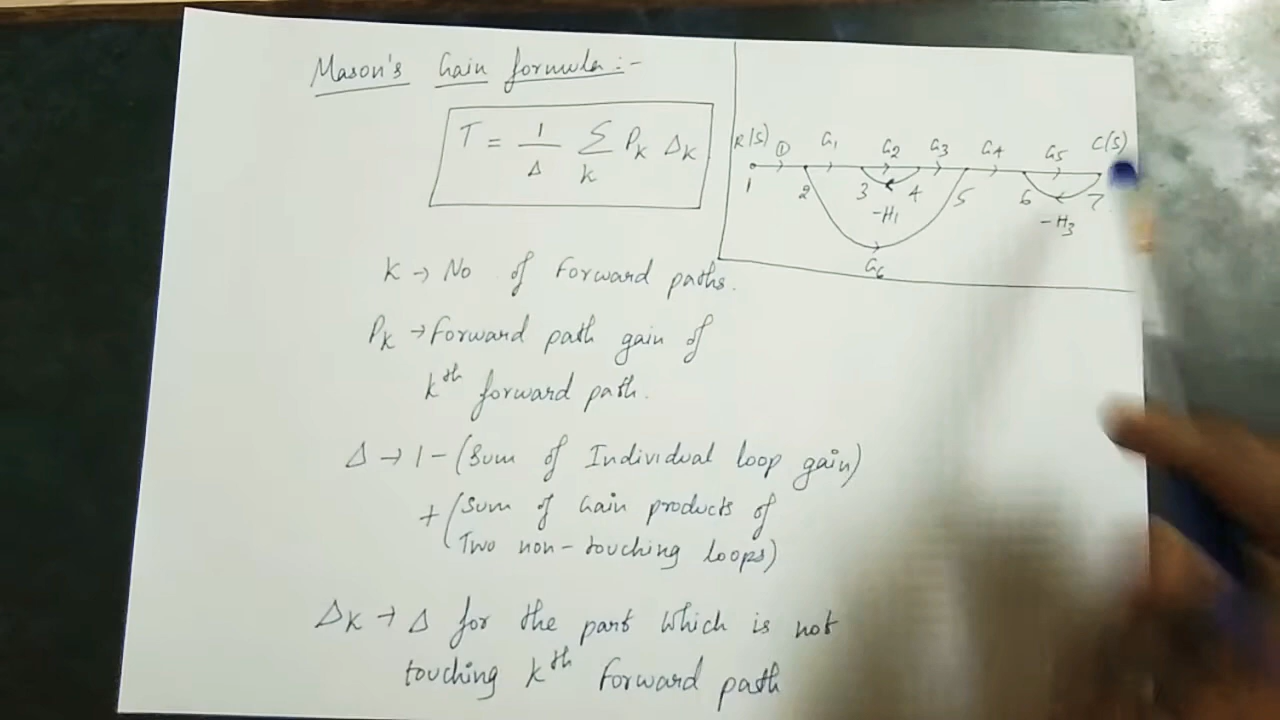 Mason's Gain formula :-
T = 1/Δ Σ_K P_K Δ_K
R(S) ① G₁ G₂ G₃ G₄ G₅ C(S)
1 2 3 4 5 6 7
-H₁ -H₃
G₆
K → No of Forward paths.
P_K → Forward path gain of
K^th forward path.
Δ → 1 - (Sum of Individual loop gain)
+ (Sum of Gain products of
Two non-touching loops)
Δ_K → Δ for the part which is not
touching K^th Forward path